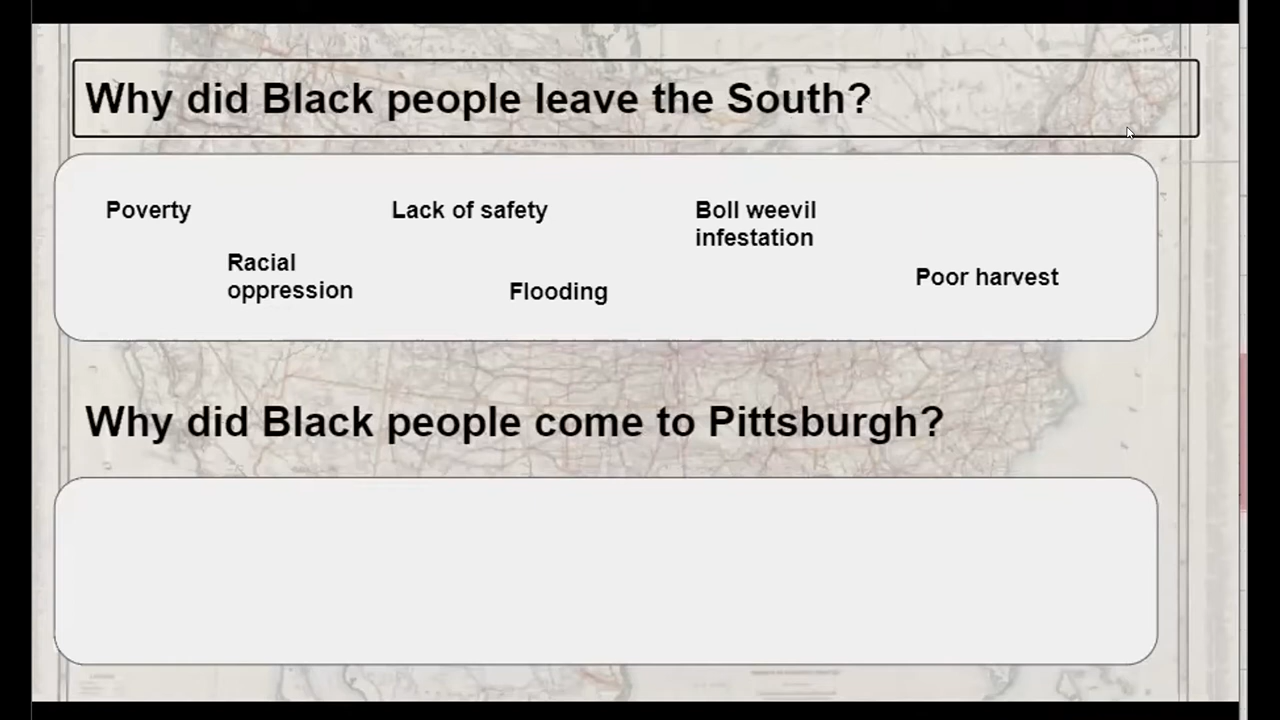 Why did Black people leave the South?
Poverty
Lack of safety
Boll weevil
infestation
Racial
oppression
Flooding
Poor harvest
Why did Black people come to Pittsburgh?